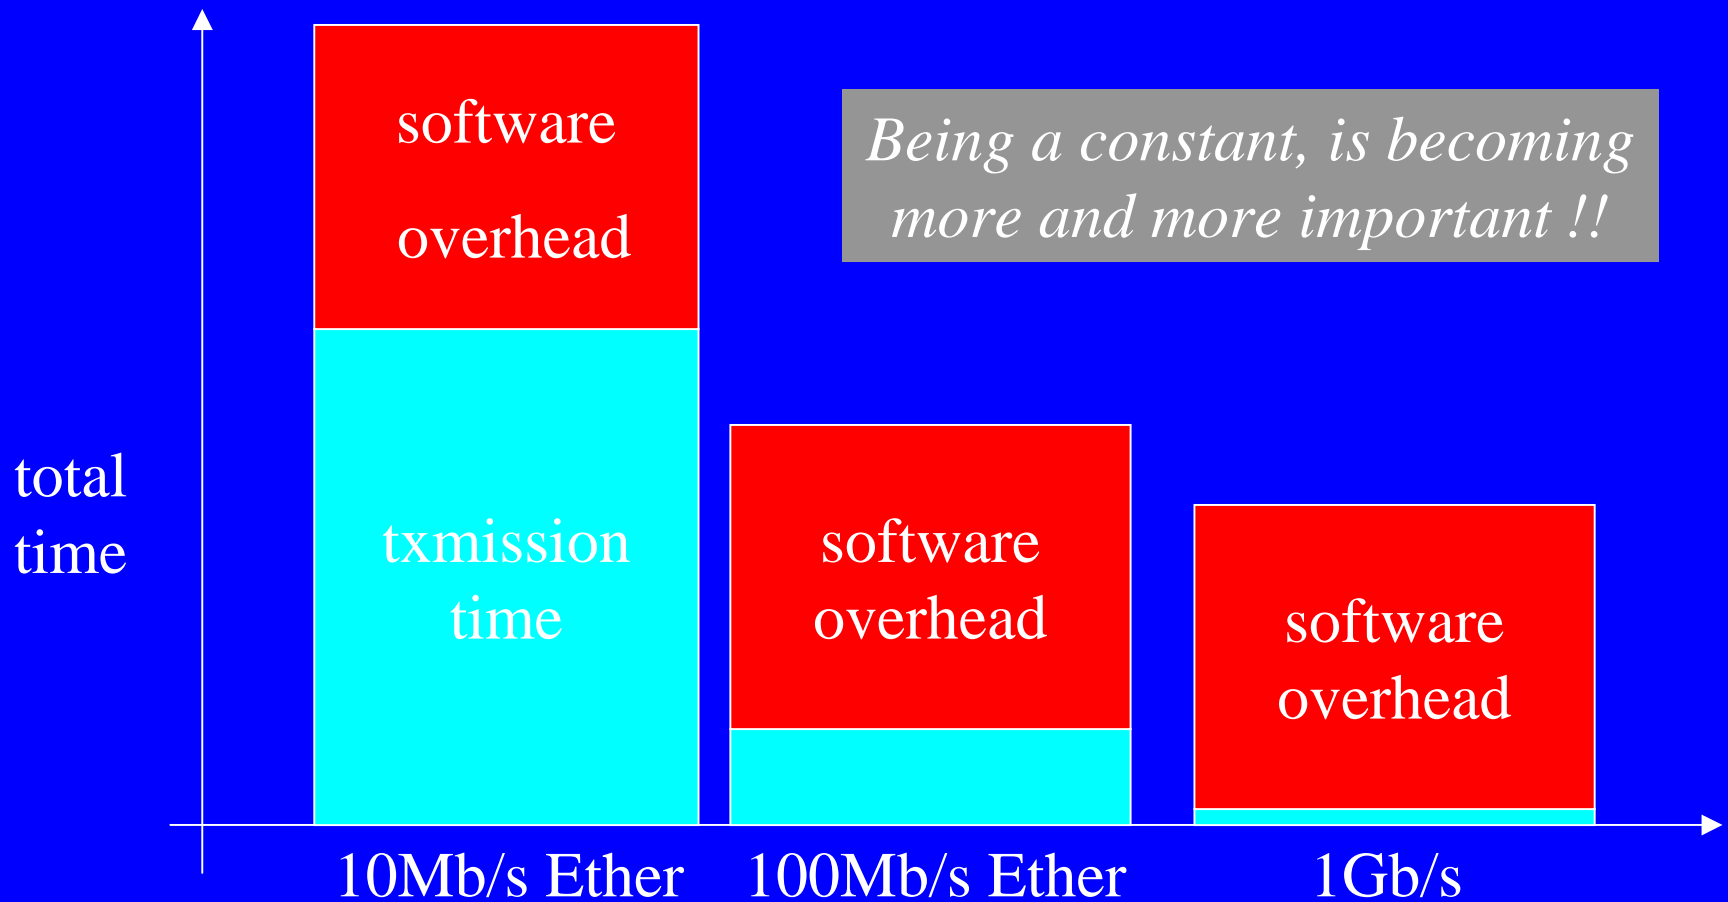 software
overhead
Being a constant, is becoming
more and more important !!
total
time
txmission
time
software
overhead
software
overhead
10Mb/s Ether
100Mb/s Ether
1Gb/s